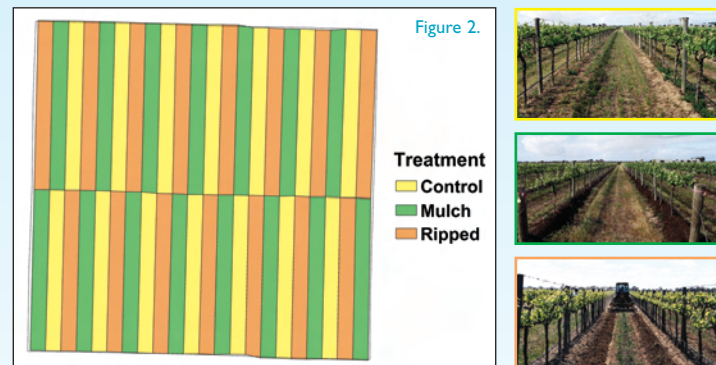 Figure 2.
Treatment
Control
Mulch
Ripped